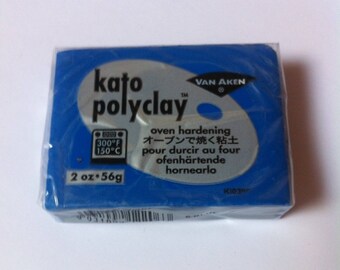 kato
polyclay™
VAN AKEN
300°F
150°C
oven hardening
オーブンで焼く粘土
pour durcir au four
ofenhärtende
hornearlo
2 oz • 56g